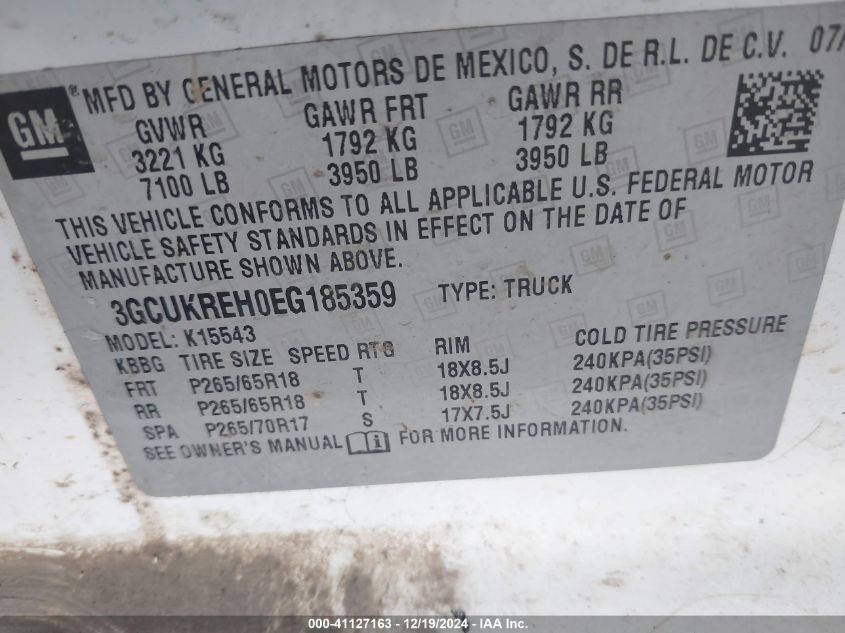 GM ® MFD BY GENERAL MOTORS DE MEXICO, S. DE R.L. DE C.V. 07/
GVWR GAWR FRT GAWR RR
3221 KG 1792 KG 1792 KG
7100 LB 3950 LB 3950 LB
THIS VEHICLE CONFORMS TO ALL APPLICABLE U.S. FEDERAL MOTOR
VEHICLE SAFETY STANDARDS IN EFFECT ON THE DATE OF
MANUFACTURE SHOWN ABOVE.
3GCUKREH0EG185359 TYPE: TRUCK
MODEL: K15543
KBBG TIRE SIZE SPEED RTG RIM COLD TIRE PRESSURE
FRT P265/65R18 T 18X8.5J 240KPA(35PSI)
RR P265/65R18 T 18X8.5J 240KPA(35PSI)
SPA P265/70R17 S 17X7.5J 240KPA(35PSI)
SEE OWNER'S MANUAL FOR MORE INFORMATION.
000-41127163 - 12/19/2024 - © IAA Inc.